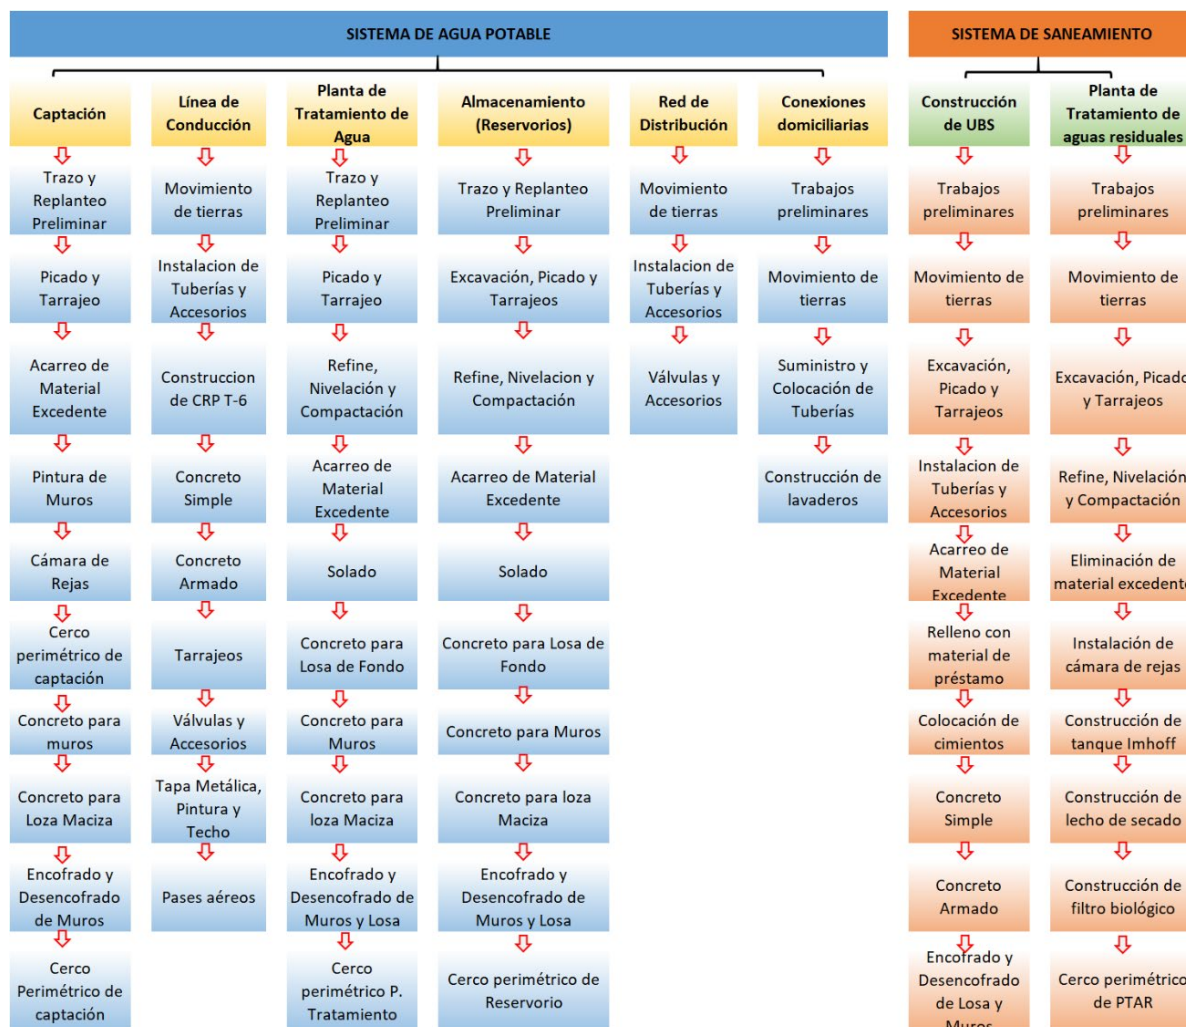 SISTEMA DE AGUA POTABLE
Captación
Trazo y
Replanteo
Preliminar
Picado y
Tarrajeo
Acarreo de
Material
Excedente
Pintura de
Muros
Cámara de
Rejas
Cerco
perimétrico de
captación
Concreto para
muros
Concreto para
Loza Maciza
Encofrado y
Desencofrado
de Muros
Cerco
Perimétrico de
captación
Línea de
Conducción
Movimiento
de tierras
Instalacion de
Tuberías y
Accesorios
Construccion
de CRP T-6
Concreto
Simple
Concreto
Armado
Tarrajeos
Válvulas y
Accesorios
Tapa Metálica,
Pintura y
Techo
Pases aéreos
Planta de
Tratamiento de
Agua
Trazo y
Replanteo
Preliminar
Picado y
Tarrajeo
Refine,
Nivelación y
Compactación
Acarreo de
Material
Excedente
Solado
Concreto para
Losa de Fondo
Concreto para
Muros
Concreto para
loza Maciza
Encofrado y
Desencofrado de
Muros y Losa
Cerco
perimétrico P.
Tratamiento
Almacenamiento
(Reservorios)
Trazo y Replanteo
Preliminar
Excavación, Picado y
Tarrajeos
Refine, Nivelacion y
Compactación
Acarreo de Material
Excedente
Solado
Concreto para Losa de
Fondo
Concreto para Muros
Concreto para loza
Maciza
Encofrado y
Desencofrado de
Muros y Losa
Cerco perimétrico de
Reservorio
Red de
Distribución
Movimiento
de tierras
Instalacion de
Tuberías y
Accesorios
Válvulas y
Accesorios
Conexiones
domiciliarias
Trabajos
preliminares
Movimiento de
tierras
Suministro y
Colocación de
Tuberías
Construcción de
lavaderos
SISTEMA DE SANEAMIENTO
Construcción
de UBS
Trabajos
preliminares
Movimiento
de tierras
Excavación,
Picado y
Tarrajeos
Instalacion de
Tuberías y
Accesorios
Acarreo de
Material
Excedente
Relleno con
material de
préstamo
Colocación de
cimientos
Concreto
Simple
Concreto
Armado
Encofrado y
Desencofrado
de Losa y
Muros
Planta de
Tratamiento de
aguas residuales
Trabajos
preliminares
Movimiento de
tierras
Excavación, Picado
y Tarrajeos
Refine, Nivelación
y Compactación
Eliminación de
material excedente
Instalación de
cámara de rejas
Construcción de
tanque Imhoff
Construcción de
lecho de secado
Construcción de
filtro biológico
Cerco perimétrico
de PTAR